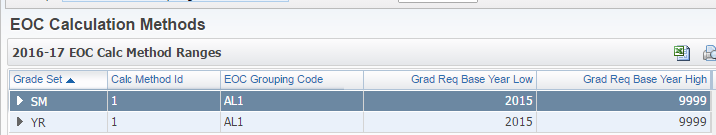 EOC Calculation Methods
2016-17 EOC Calc Method Ranges
Grade Set Calc Method Id EOC Grouping Code Grad Req Base Year Low Grad Req Base Year High
SM 1 AL1 2015 9999
YR 1 AL1 2015 9999